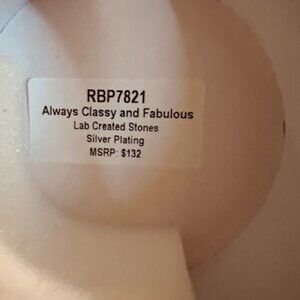 RBP7821
Always Classy and Fabulous
Lab Created Stones
Silver Plating
MSRP: $132